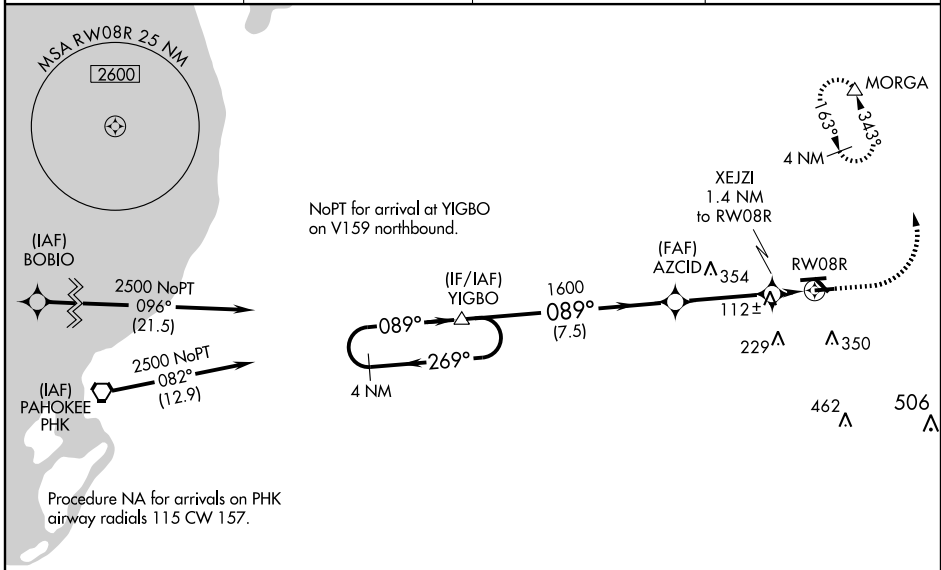 MSA RW08R 25 NM
2600
MORGA
163°
343°
4 NM
XEJZI
1.4 NM
to RW08R
NoPT for arrival at YIGBO
on V159 northbound.
(IAF)
BOBIO
2500 NoPT
096°
(21.5)
(IF/IAF)
YIGBO
1600
089°
(7.5)
(FAF)
AZCID
354
RW08R
112±
089°
269°
4 NM
229
350
2500 NoPT
082°
(12.9)
(IAF)
PAHOKEE
PHK
462
506
Procedure NA for arrivals on PHK
airway radials 115 CW 157.